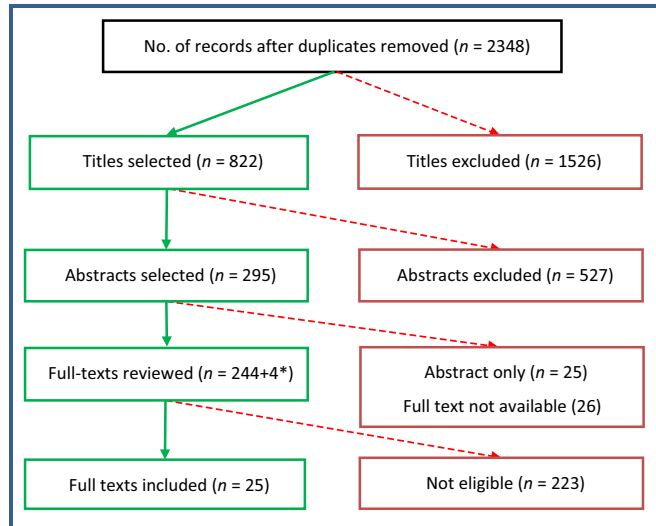 No. of records after duplicates removed (n = 2348)
Titles selected (n = 822)
Titles excluded (n = 1526)
Abstracts selected (n = 295)
Abstracts excluded (n = 527)
Full-texts reviewed (n = 244+4*)
Abstract only (n = 25)
Full text not available (26)
Full texts included (n = 25)
Not eligible (n = 223)